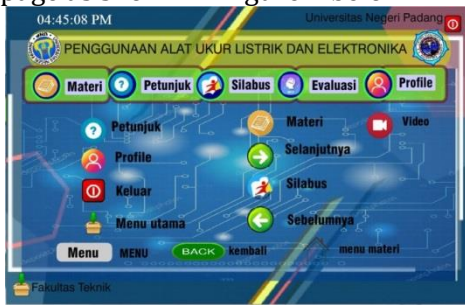 04:45:08 PM
Universitas Negeri Padang
PENGGUNAAN ALAT UKUR LISTRIK DAN ELEKTRONIKA
Materi Petunjuk Silabus Evaluasi Profile
Petunjuk Materi Video
Profile Selanjutnya
Keluar Silabus
Menu utama Sebelumnya
Menu MENU BACK kembali menu materi
Fakultas Teknik